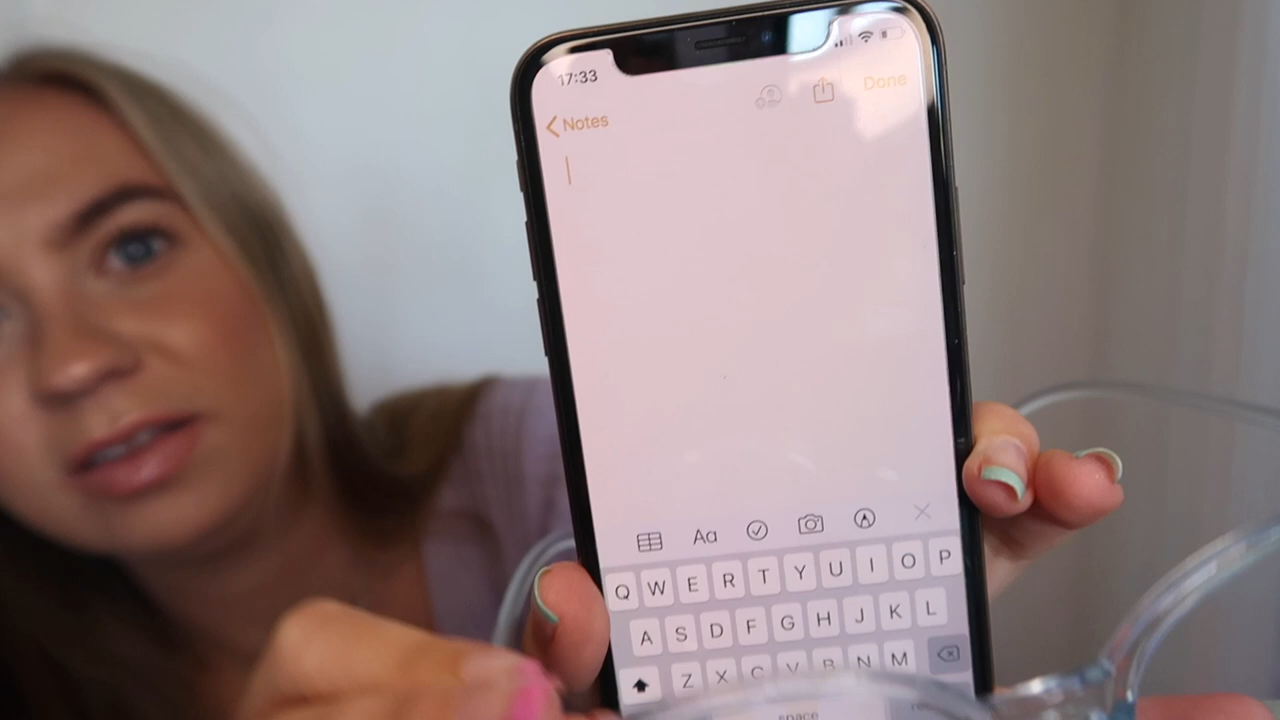 17:33
Done
Notes
Aa
Q W E R T Y U I O P
A S D F G H J K L
Z X C V B N M
space